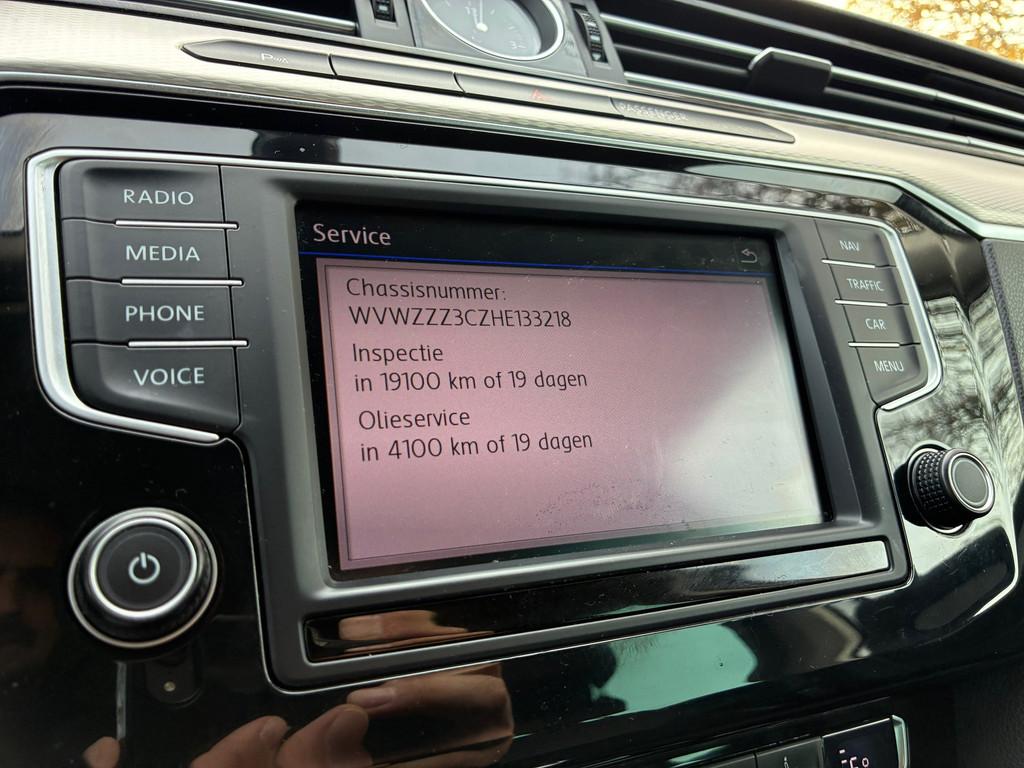 3
PASSENGER
RADIO
MEDIA
PHONE
VOICE
Service
Chassisnummer:
WVWZZZ3CZHE133218
Inspectie
in 19100 km of 19 dagen
Olieservice
in 4100 km of 19 dagen
NAV
TRAFFIC
CAR
MENU